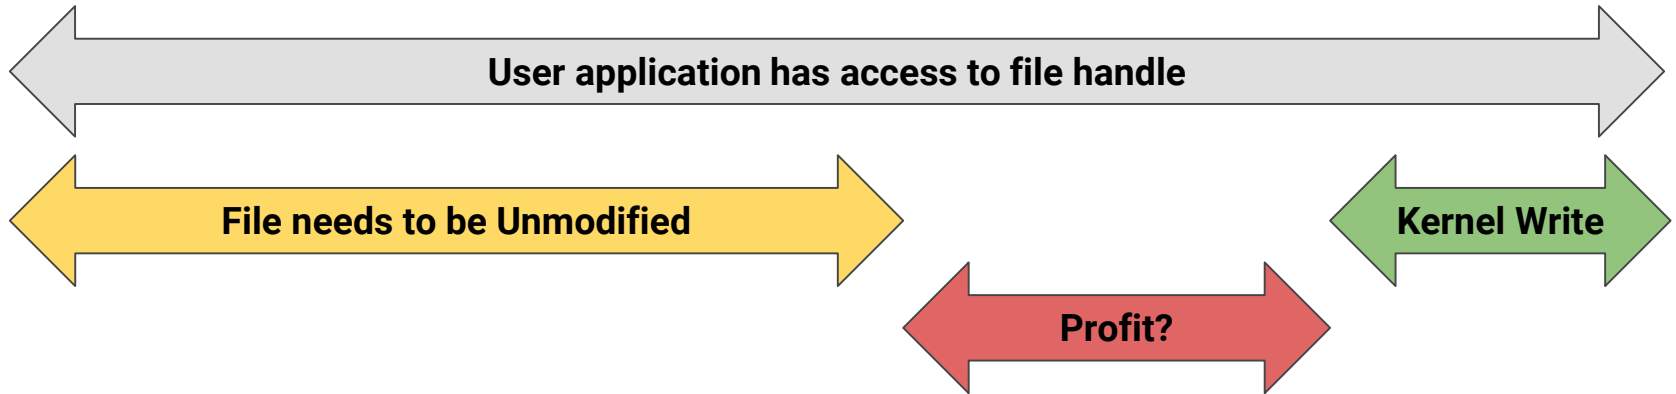 User application has access to file handle
File needs to be Unmodified
Kernel Write
Profit?